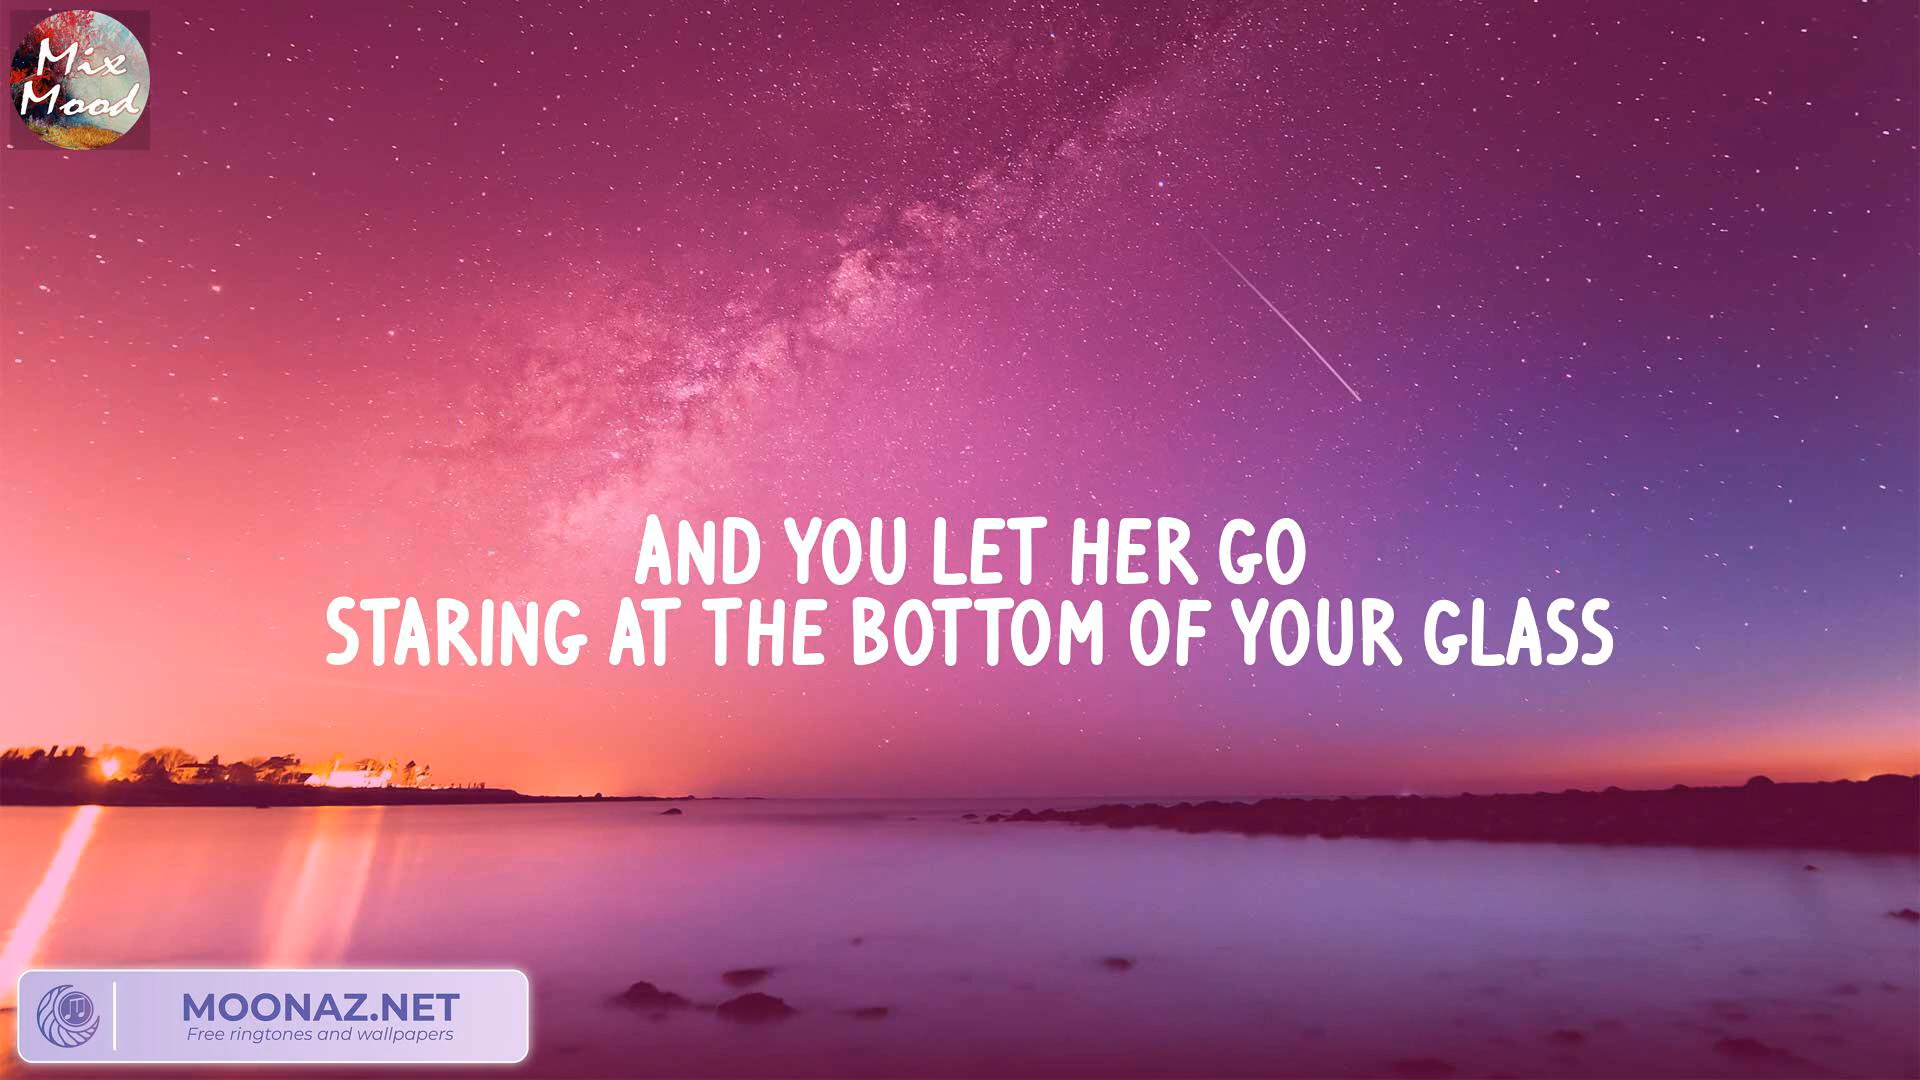 Mix
Mood
AND YOU LET HER GO
STARING AT THE BOTTOM OF YOUR GLASS
MOONAZ.NET
Free ringtones and wallpapers